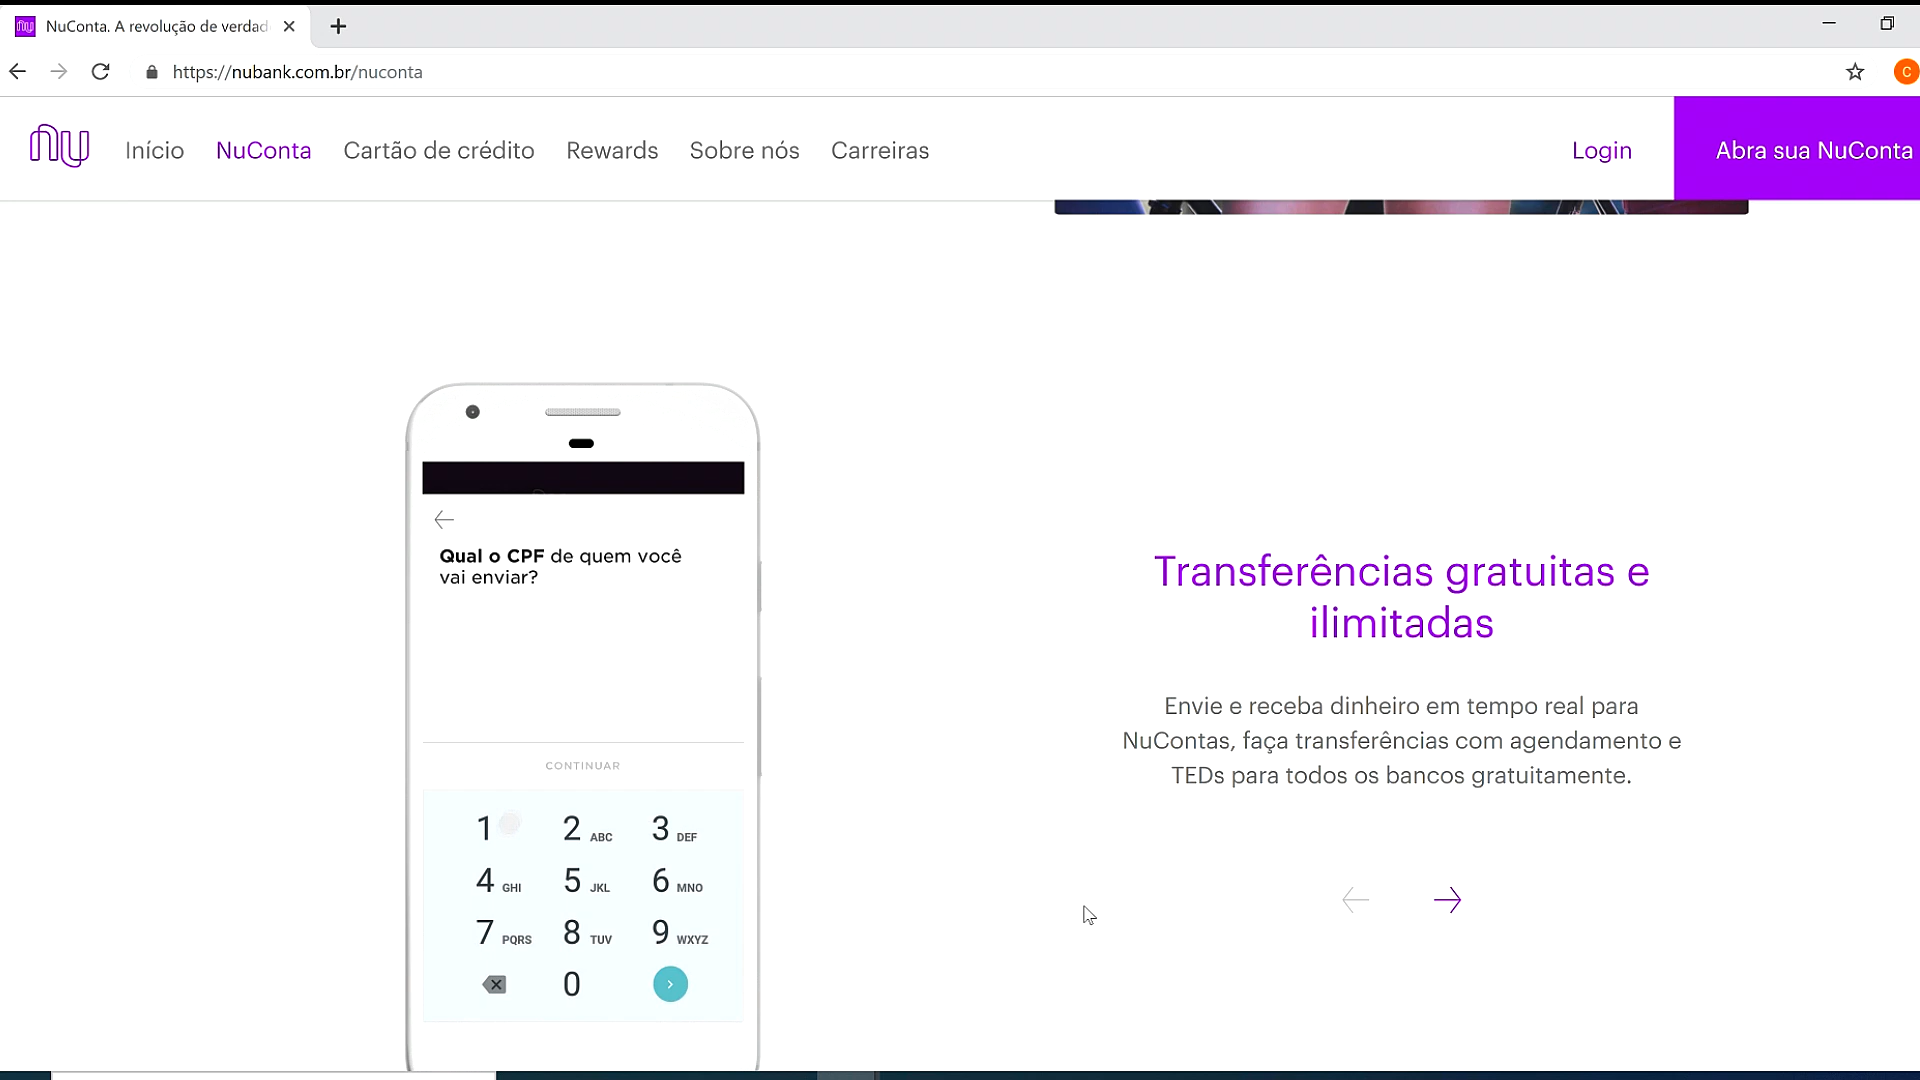 NuConta. A revolução de verdad
https://nubank.com.br/nuconta
C
nu Início NuConta Cartão de crédito Rewards Sobre nós Carreiras Login Abra sua NuConta
Qual o CPF de quem você
vai enviar?
CONTINUAR
1 2 ABC 3 DEF
4 GHI 5 JKL 6 MNO
7 PQRS 8 TUV 9 WXYZ
0
Transferências gratuitas e
ilimitadas
Envie e receba dinheiro em tempo real para
NuContas, faça transferências com agendamento e
TEDs para todos os bancos gratuitamente.